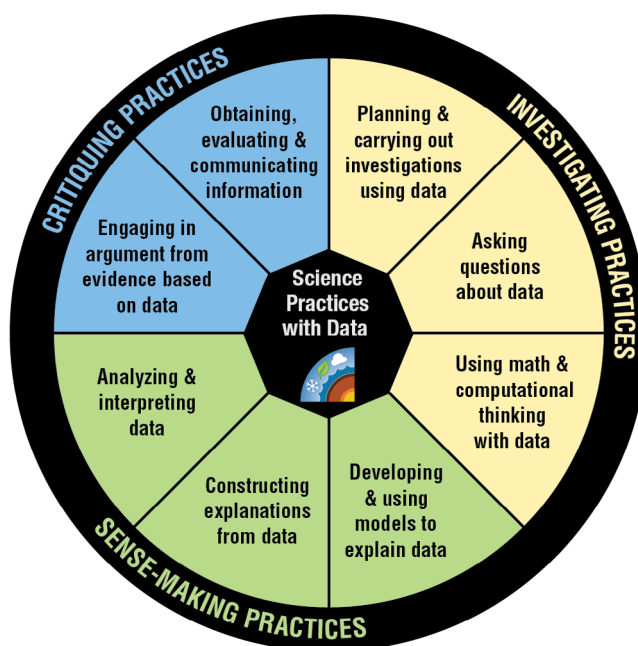 CRITIQUING PRACTICES
Obtaining,
evaluating &
communicating
information
Engaging in
argument from
evidence based
on data
INVESTIGATING PRACTICES
Planning &
carrying out
investigations
using data
Asking
questions
about data
Using math &
computational
thinking
with data
Science
Practices
with Data
SENSE-MAKING PRACTICES
Analyzing &
interpreting
data
Constructing
explanations
from data
Developing
& using
models to
explain data